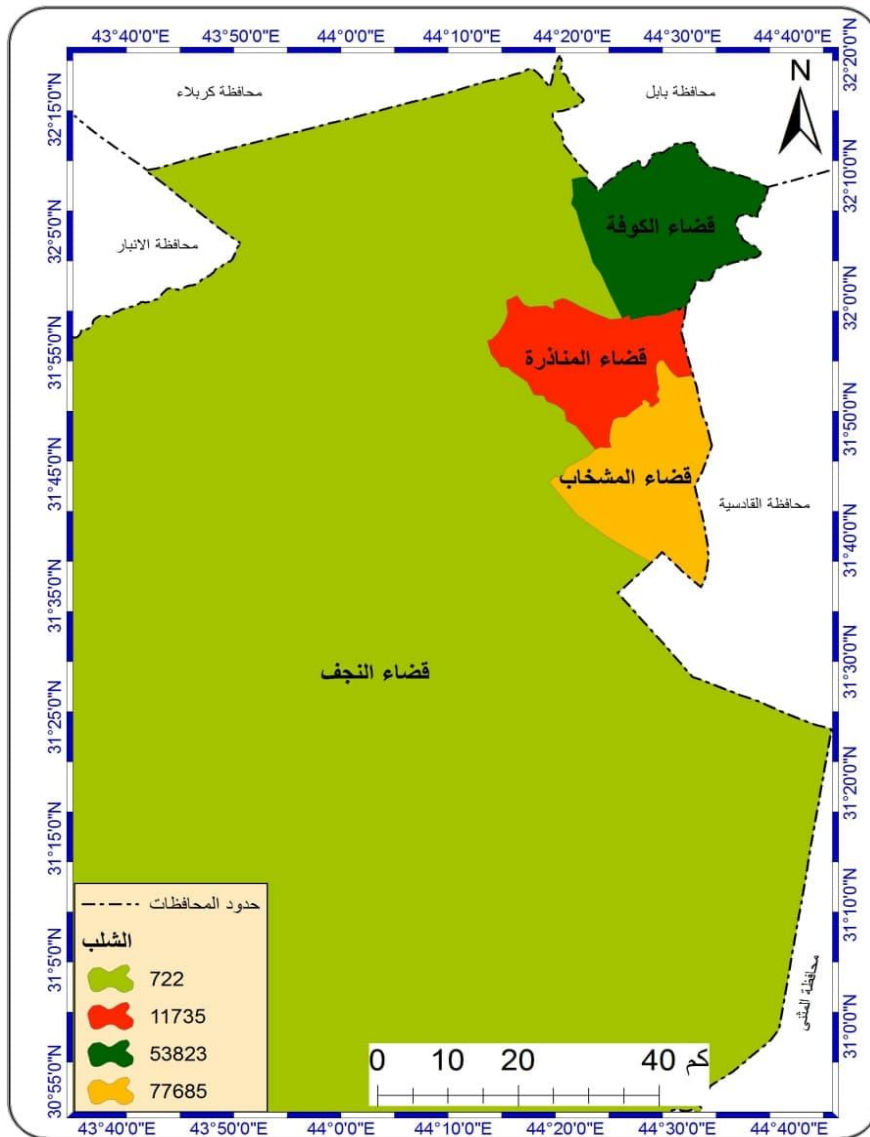 43°40'0"E 43°50'0"E 44°0'0"E 44°10'0"E 44°20'0"E 44°30'0"E 44°40'0"E
32°20'0"N
32°15'0"N
32°10'0"N
32°5'0"N
32°0'0"N
31°55'0"N
31°50'0"N
31°45'0"N
31°40'0"N
31°35'0"N
31°30'0"N
31°25'0"N
31°20'0"N
31°15'0"N
31°10'0"N
31°5'0"N
31°0'0"N
30°55'0"N
N
محافظة كربلاء
محافظة بابل
محافظة الانبار
قضاء الكوفة
قضاء المناذرة
قضاء المشخاب
محافظة القادسية
قضاء النجف
محافظة المثنى
حدود المحافظات
الشلب
722
11735
53823
77685
0 10 20 40 كم
43°40'0"E 43°50'0"E 44°0'0"E 44°10'0"E 44°20'0"E 44°30'0"E 44°40'0"E